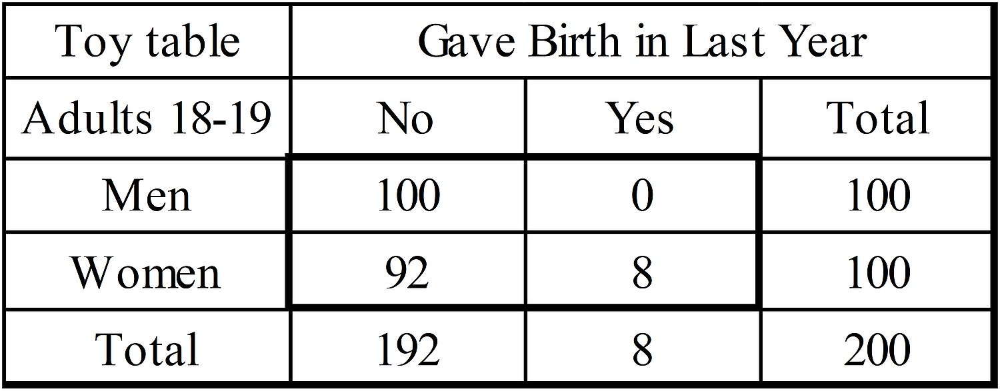 Toy table Gave Birth in Last Year
Adults 18-19 No Yes Total
Men 100 0 100
Women 92 8 100
Total 192 8 200